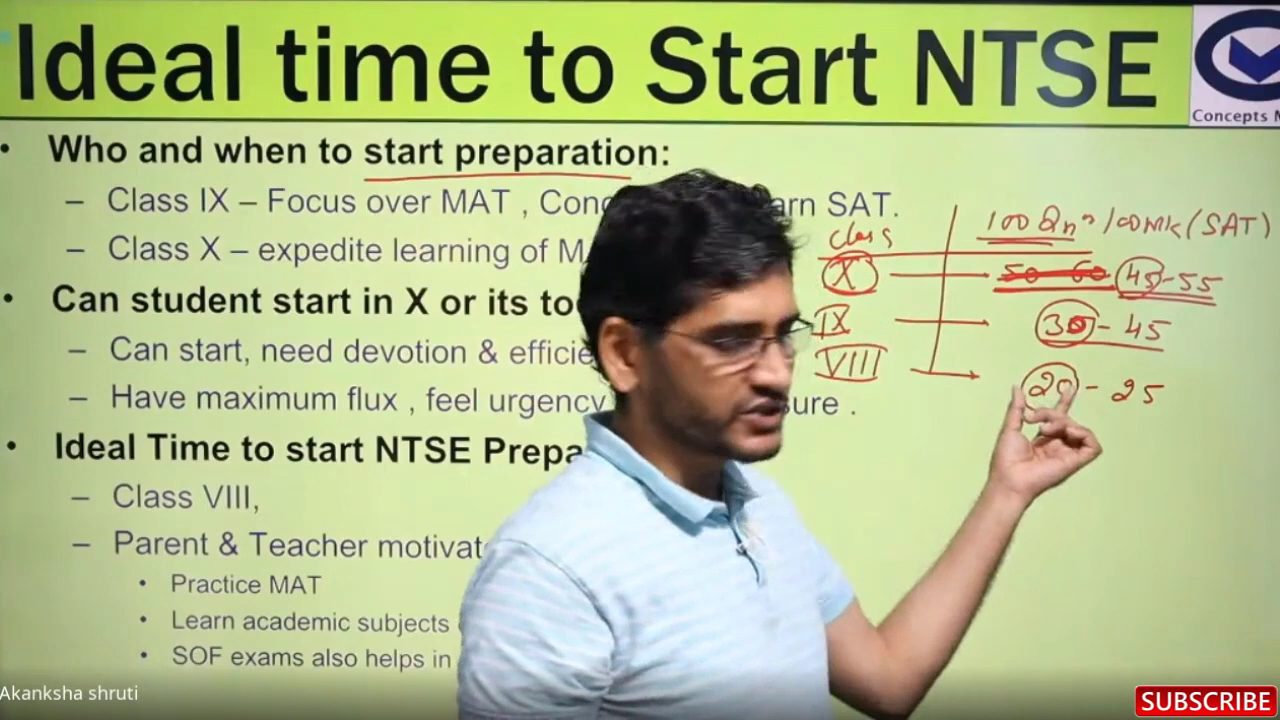 Ideal time to Start NTSE
Concepts
• Who and when to start preparation:
– Class IX – Focus over MAT , Conc arn SAT.
– Class X – expedite learning of M
• Can student start in X or its to
– Can start, need devotion & efficie
– Have maximum flux , feel urgency ure .
• Ideal Time to start NTSE Prepa
– Class VIII,
– Parent & Teacher motivat
• Practice MAT
• Learn academic subjects
• SOF exams also helps in
class 100 Qn /100 Mk (SAT)
X 50-60 45-55
IX 30-45
VIII 20-25
Akanksha shruti
SUBSCRIBE